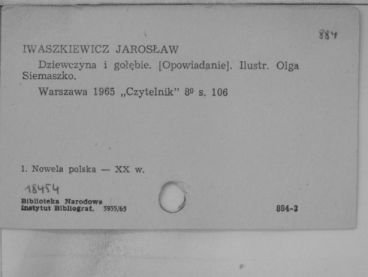 884
IWASZKIEWICZ JAROSŁAW
Dziewczyna i gołębie. [Opowiadanie]. Ilustr. Olga
Siemaszko.
Warszawa 1965 „Czytelnik" 8⁰ s. 106
1. Nowela polska — XX w.
18454
Biblioteka Narodowa
Instytut Bibliograf. 5955/65
884-3